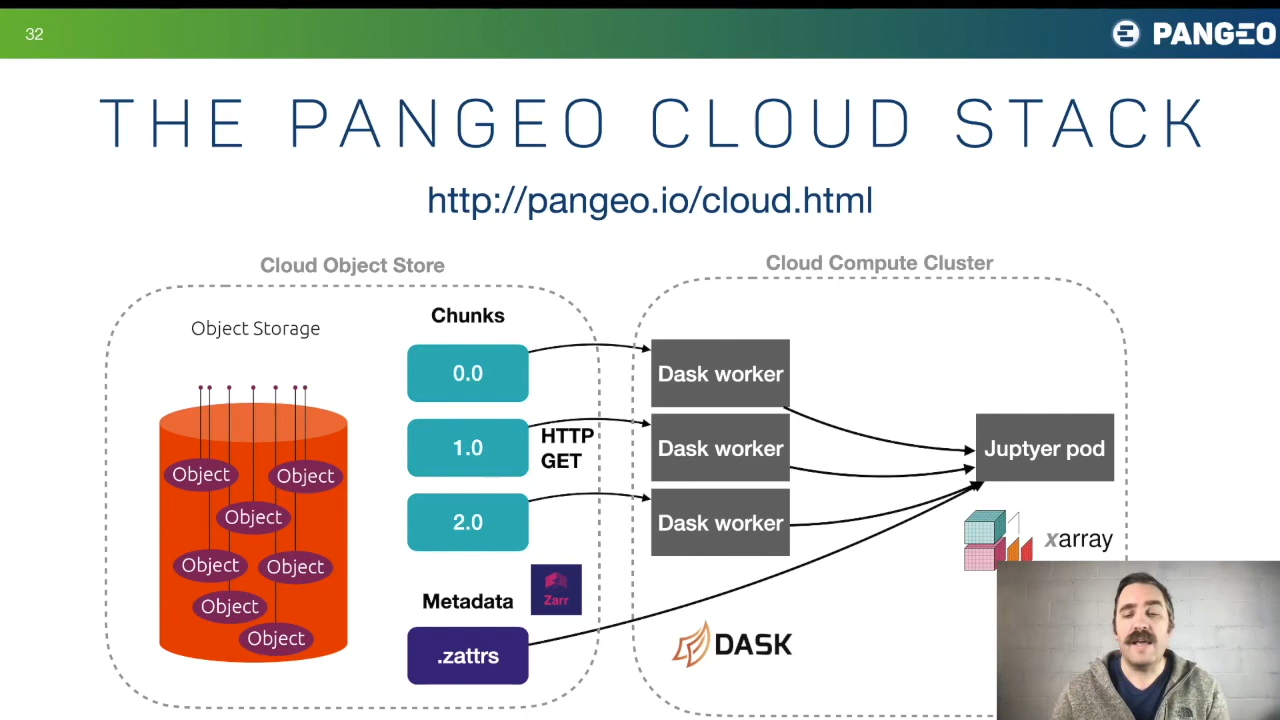 32
PANGEO
THE PANGEO CLOUD STACK
http://pangeo.io/cloud.html
Cloud Object Store
Cloud Compute Cluster
Object Storage
Chunks
0.0
1.0
2.0
HTTP
GET
Object
Object
Object
Object
Object
Object
Object
Metadata
Zarr
.zattrs
Dask worker
Dask worker
Dask worker
Juptyer pod
xarray
DASK